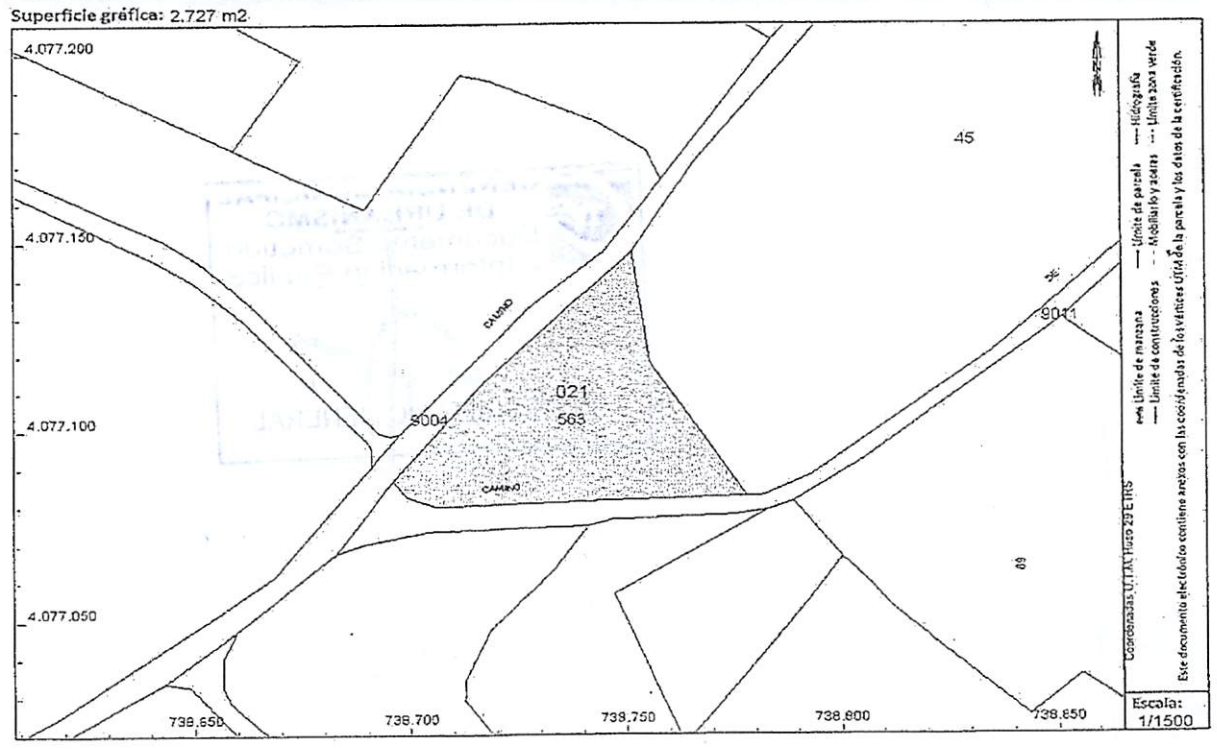 Superficie gráfica: 2.727 m2
4.077.200
45
4.077.150
CAMINO
9011
021
563
4.077.100
9004
CAMINO
4.077.050
738.650
738.700
738.750
738.800
738.850
Límite de manzana
Límite de parcela
Hidrografía
Límite de construcciones
Mobiliario y aceras
Límite zona verde
Coordenadas U.T.M. Huso 29 ETRS
Este documento electrónico contiene anexos con las coordenadas de los vértices UTM de la parcela y los datos de la certificación.
Escala:
1/1500